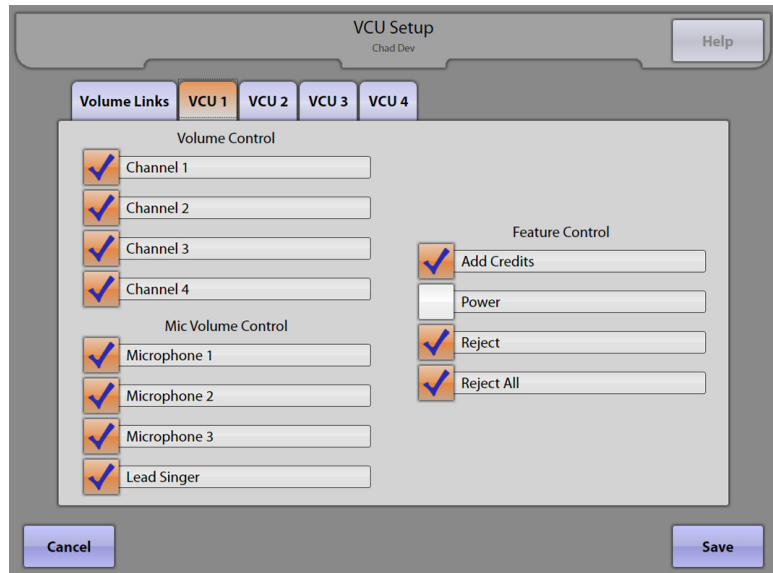 VCU Setup
Chad Dev
Help
Volume Links VCU 1 VCU 2 VCU 3 VCU 4
Volume Control
Channel 1
Channel 2
Channel 3
Channel 4
Mic Volume Control
Microphone 1
Microphone 2
Microphone 3
Lead Singer
Feature Control
Add Credits
Power
Reject
Reject All
Cancel
Save